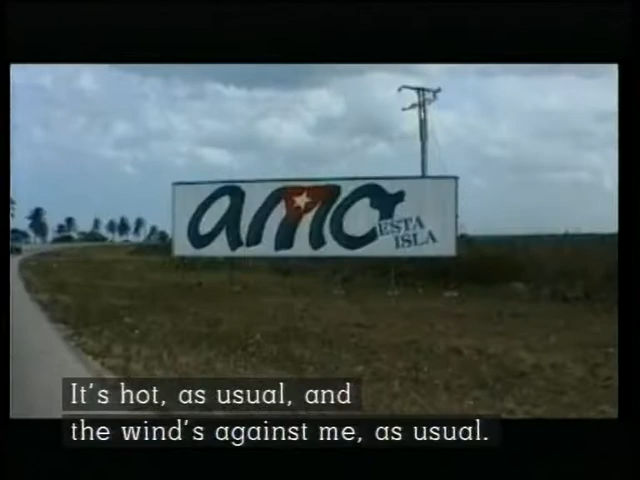 amo
ESTA
ISLA
It's hot, as usual, and
the wind's against me, as usual.